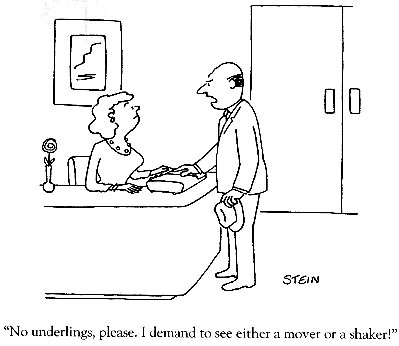 STEIN
“No underlings, please. I demand to see either a mover or a shaker!”